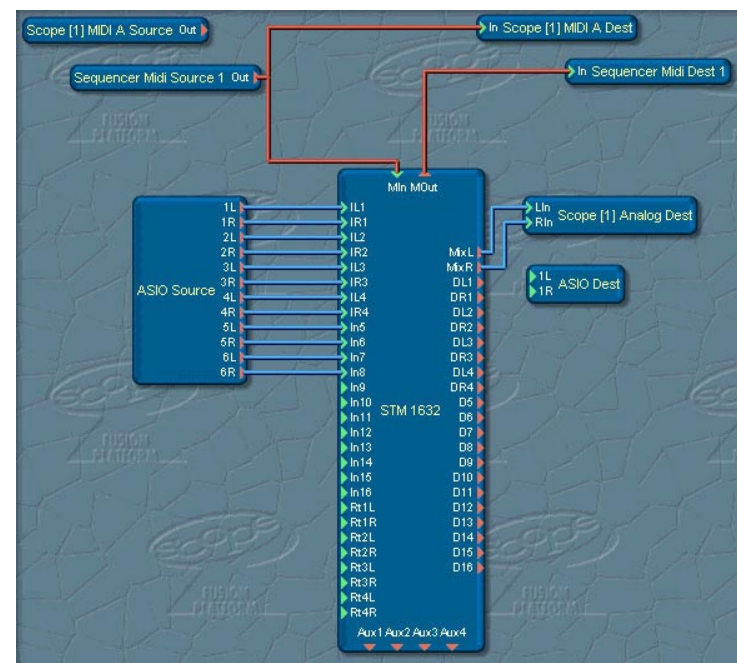 Scope [1] MIDI A Source Out
In Scope [1] MIDI A Dest
Sequencer Midi Source 1 Out
In Sequencer Midi Dest 1
MIn MOut
ASIO Source
1L
1R
2L
2R
3L
3R
4L
4R
5L
5R
6L
6R
STM 1632
IL1
IR1
IL2
IR2
IL3
IR3
IL4
IR4
In5
In6
In7
In8
In9
In10
In11
In12
In13
In14
In15
In16
Rt1L
Rt1R
Rt2L
Rt2R
Rt3L
Rt3R
Rt4L
Rt4R
MixL
MixR
DL1
DR1
DL2
DR2
DL3
DR3
DL4
DR4
D5
D6
D7
D8
D9
D10
D11
D12
D13
D14
D15
D16
Aux1 Aux2 Aux3 Aux4
LIn
RIn
Scope [1] Analog Dest
1L
1R
ASIO Dest
Scope
FUSION
PLATFORM